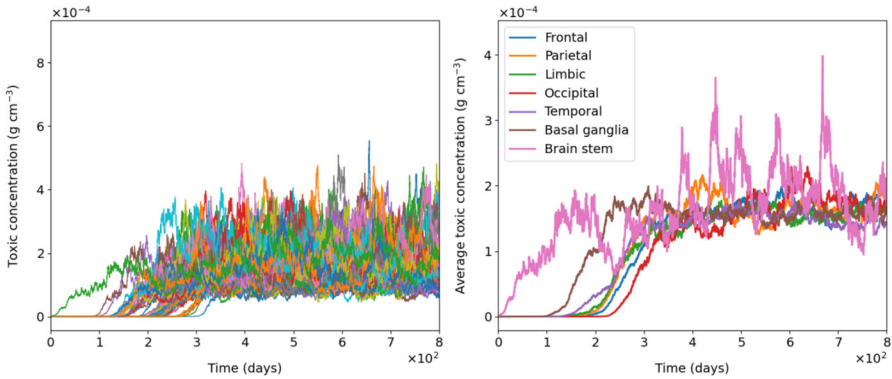 ×10⁻⁴
8
6
4
2
0
Toxic concentration (g cm⁻³)
0 1 2 3 4 5 6 7 8
×10²
Time (days)
×10⁻⁴
4
3
2
1
0
Average toxic concentration (g cm⁻³)
Frontal
Parietal
Limbic
Occipital
Temporal
Basal ganglia
Brain stem
0 1 2 3 4 5 6 7 8
×10²
Time (days)